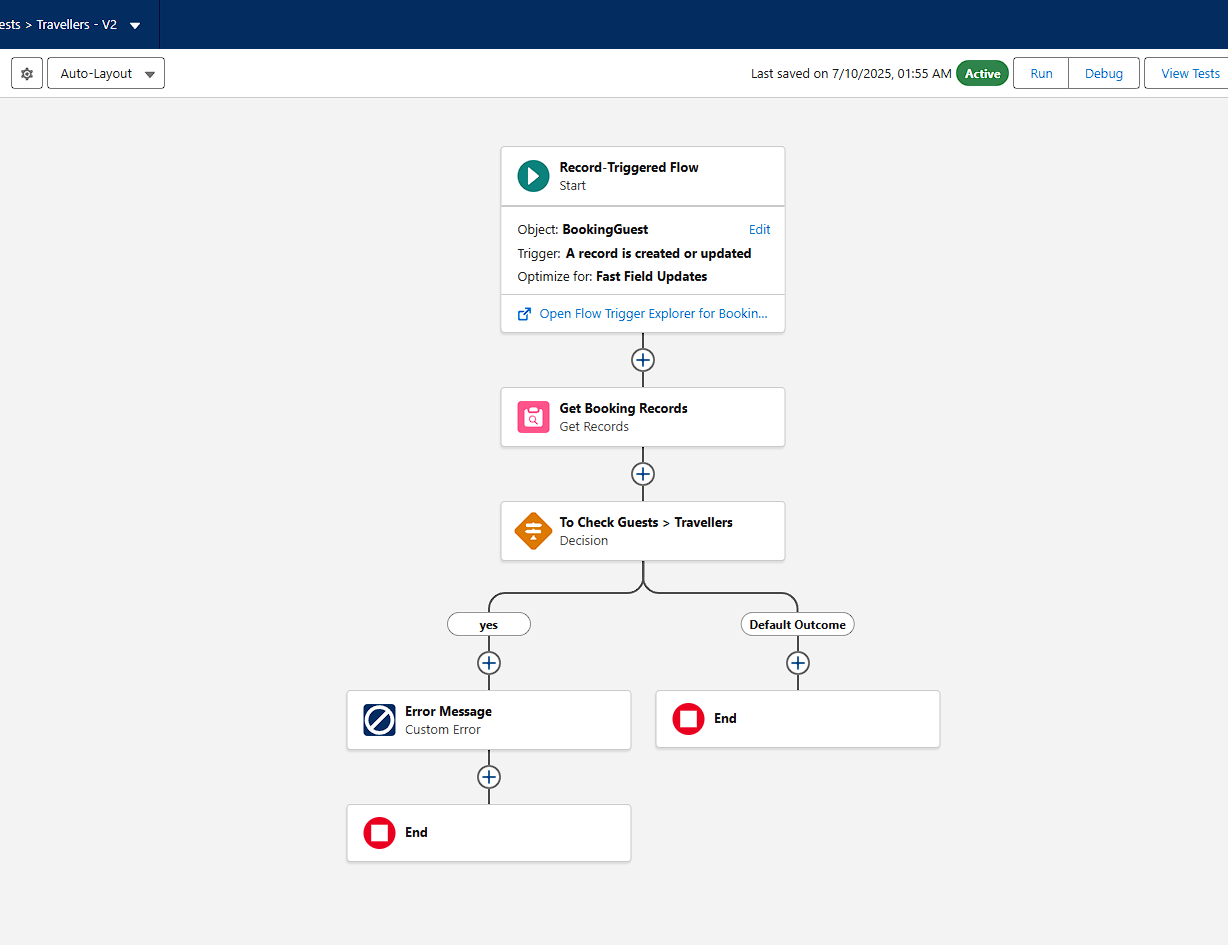 ests > Travellers - V2
Auto-Layout
Last saved on 7/10/2025, 01:55 AM
Active
Run
Debug
View Tests
Record-Triggered Flow
Start
Object: BookingGuest
Edit
Trigger: A record is created or updated
Optimize for: Fast Field Updates
Open Flow Trigger Explorer for Bookin...
Get Booking Records
Get Records
To Check Guests > Travellers
Decision
yes
Default Outcome
Error Message
Custom Error
End
End